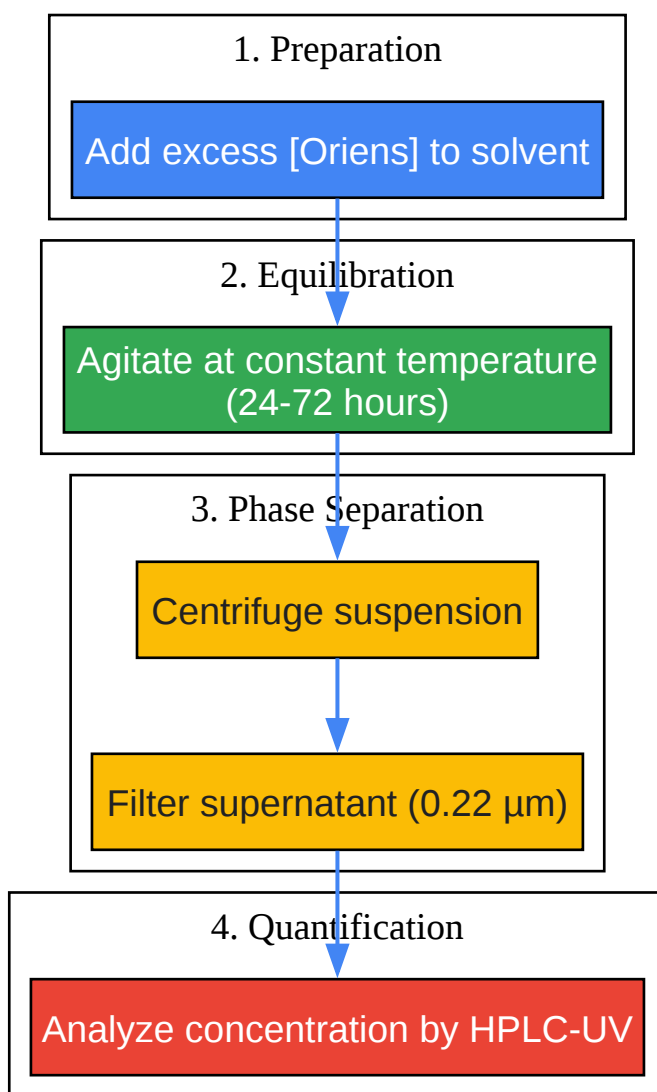 1. Preparation
Add excess [Oriens] to solvent
2. Equilibration
Agitate at constant temperature
(24-72 hours)
3. Phase Separation
Centrifuge suspension
Filter supernatant (0.22 µm)
4. Quantification
Analyze concentration by HPLC-UV